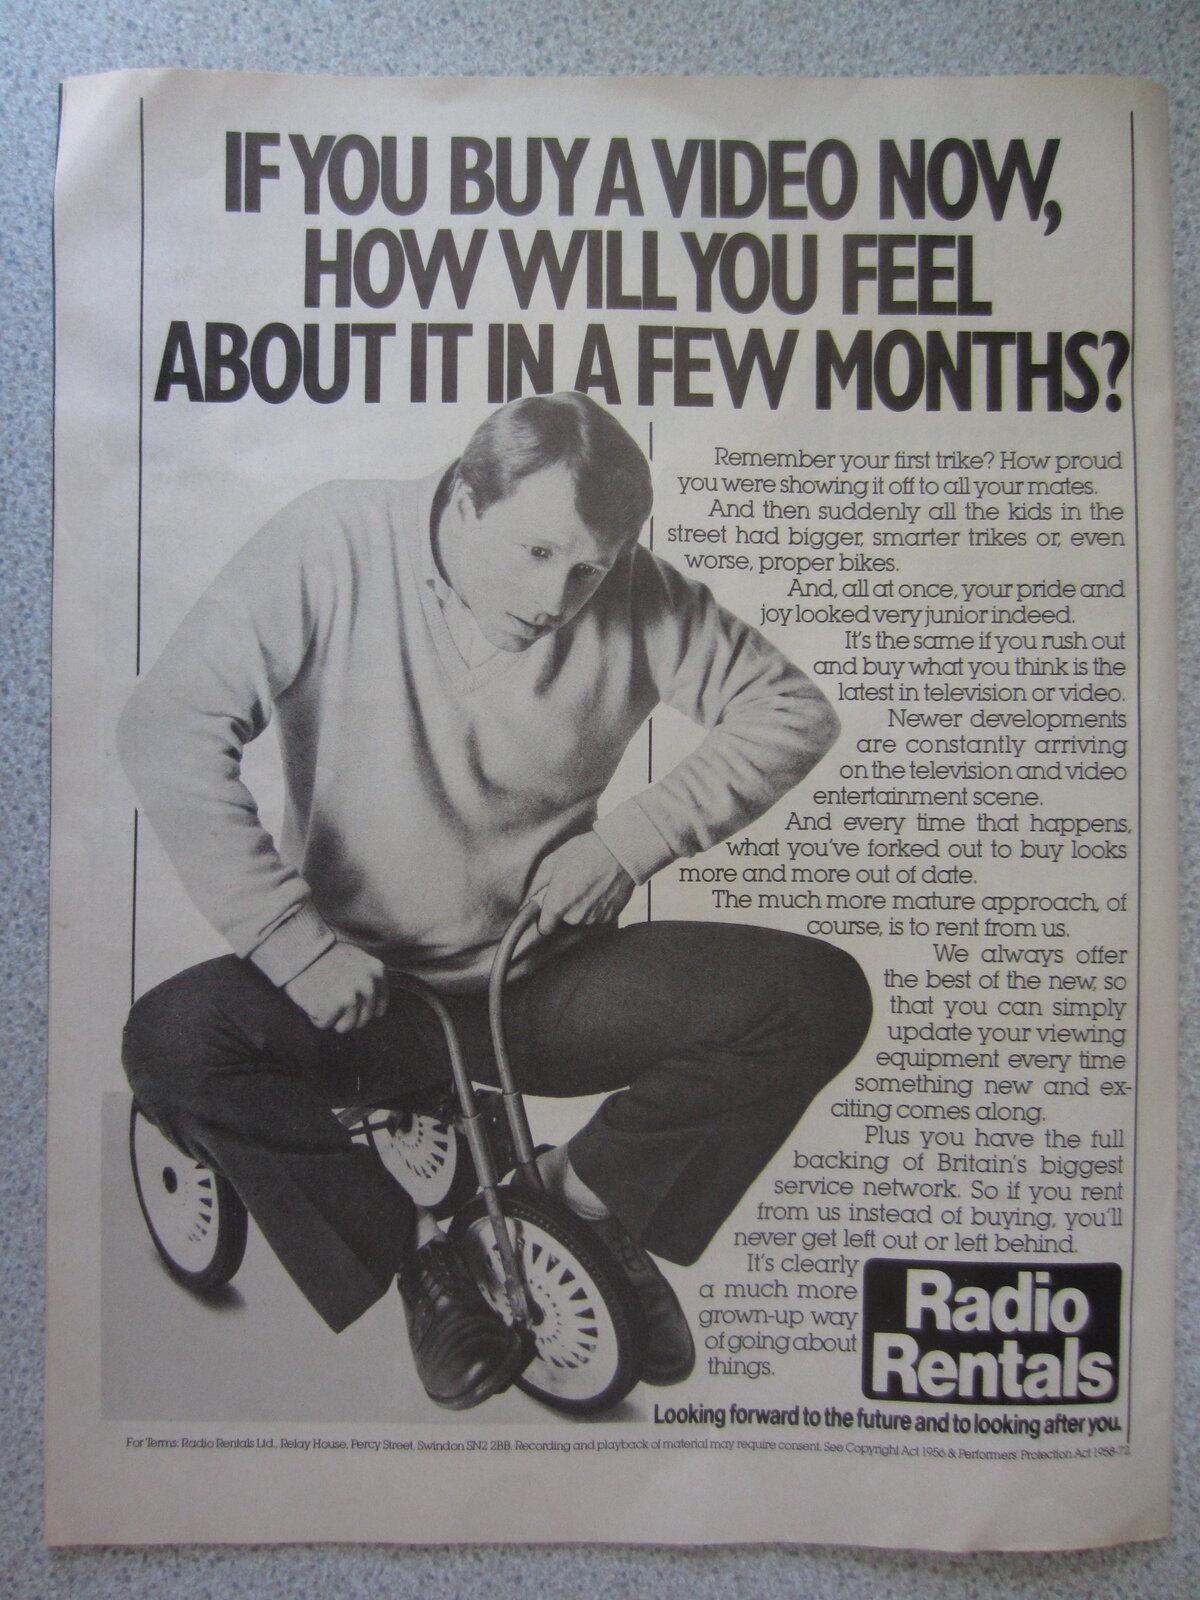 IF YOU BUY A VIDEO NOW,
HOW WILL YOU FEEL
ABOUT IT IN A FEW MONTHS?
Remember your first trike? How proud
you were showing it off to all your mates.
And then suddenly all the kids in the
street had bigger, smarter trikes or, even
worse, proper bikes.
And, all at once, your pride and
joy looked very junior indeed.
It's the same if you rush out
and buy what you think is the
latest in television or video.
Newer developments
are constantly arriving
on the television and video
entertainment scene.
And every time that happens,
what you've forked out to buy looks
more and more out of date.
The much more mature approach, of
course, is to rent from us.
We always offer
the best of the new, so
that you can simply
update your viewing
equipment every time
something new and ex-
citing comes along.
Plus you have the full
backing of Britain's biggest
service network. So if you rent
from us instead of buying, you'll
never get left out or left behind.
It's clearly
a much more
grown-up way
of going about
things.
Radio
Rentals
Looking forward to the future and to looking after you.
For Terms: Radio Rentals Ltd., Relay House, Percy Street, Swindon SN2 2BB. Recording and playback of material may require consent. See Copyright Act 1956 & Performers' Protection Act 1958-72